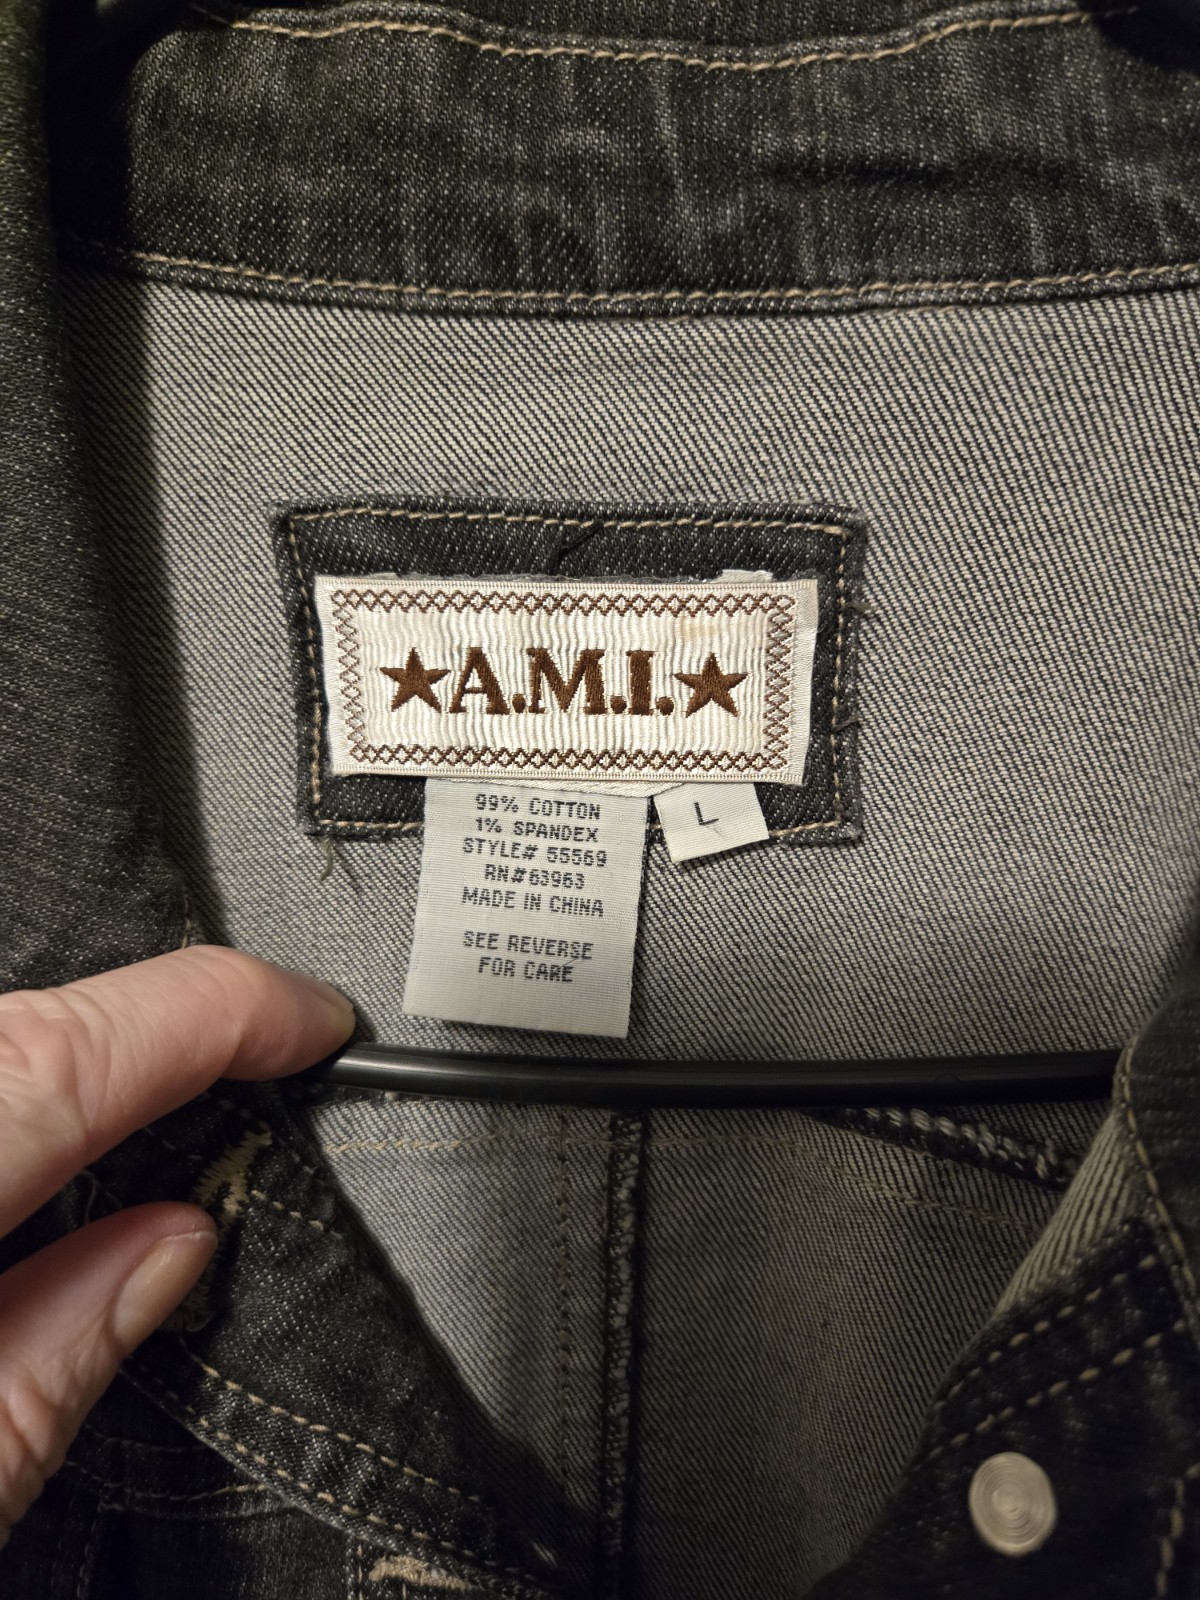 ★A.M.I.★
99% COTTON
1% SPANDEX
STYLE# 55569
RN#63963
MADE IN CHINA
SEE REVERSE
FOR CARE
L